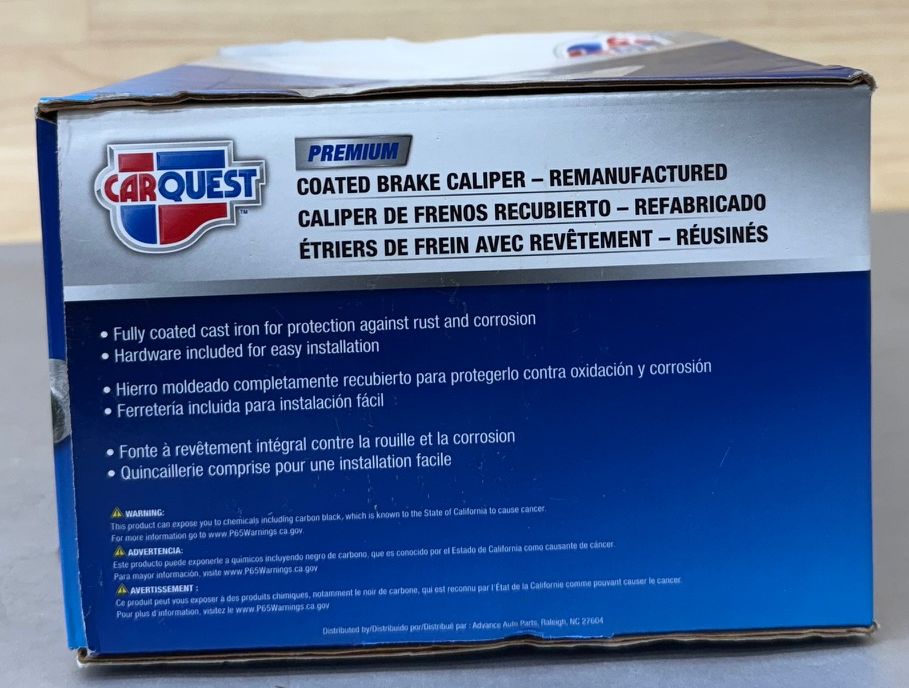 CARQUEST
TM
PREMIUM
COATED BRAKE CALIPER – REMANUFACTURED
CALIPER DE FRENOS RECUBIERTO – REFABRICADO
ÉTRIERS DE FREIN AVEC REVÊTEMENT – RÉUSINÉS
• Fully coated cast iron for protection against rust and corrosion
• Hardware included for easy installation
• Hierro moldeado completamente recubierto para protegerlo contra oxidación y corrosión
• Ferretería incluida para instalación fácil
• Fonte à revêtement intégral contre la rouille et la corrosion
• Quincaillerie comprise pour une installation facile
WARNING:
This product can expose you to chemicals including carbon black, which is known to the State of California to cause cancer.
For more information go to www.P65Warnings.ca.gov.
ADVERTENCIA:
Este producto puede exponerle a químicos incluyendo negro de carbono, que es conocido por el Estado de California como causante de cáncer.
Para mayor información, visite www.P65Warnings.ca.gov
AVERTISSEMENT :
Ce produit peut vous exposer à des produits chimiques, notamment le noir de carbone, qui est reconnu par l'État de la Californie comme pouvant causer le cancer.
Pour plus d'information, visitez le www.P65Warnings.ca.gov
Distributed by/Distribuido por/Distribué par : Advance Auto Parts, Raleigh, NC 27604